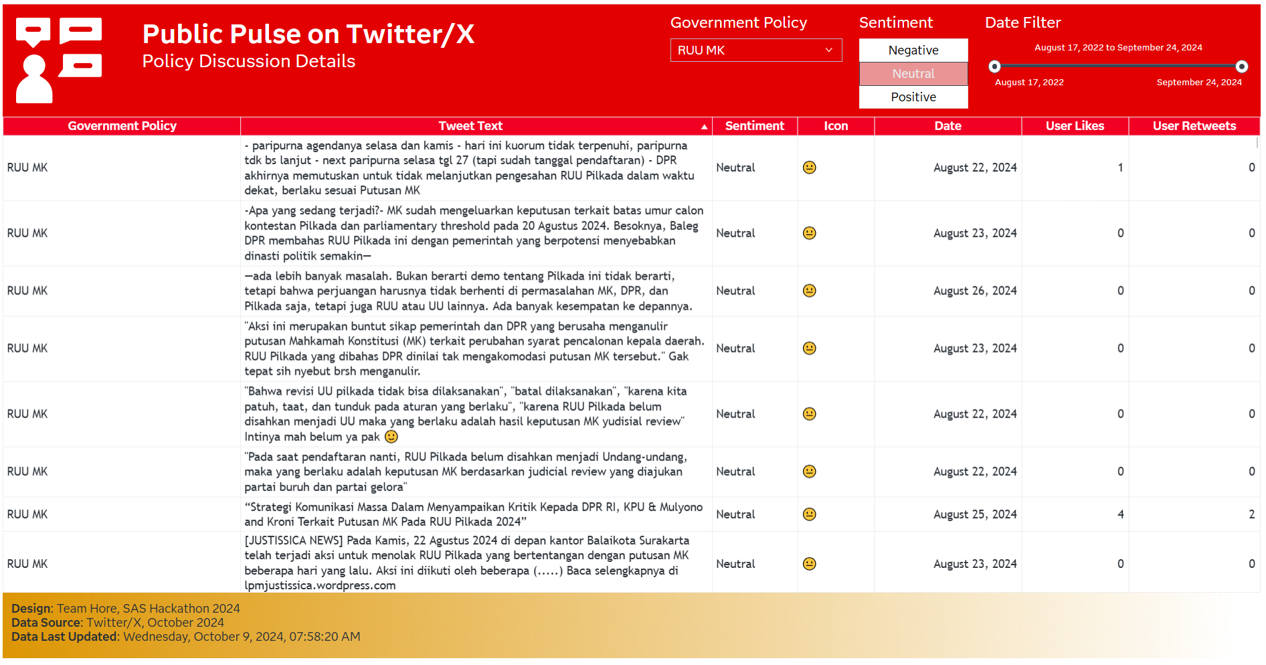 Public Pulse on Twitter/X
Policy Discussion Details
Government Policy
RUU MK
Sentiment
Negative
Neutral
Positive
Date Filter
August 17, 2022 to September 24, 2024
August 17, 2022
September 24, 2024
Government Policy Tweet Text Sentiment Icon Date User Likes User Retweets
- paripurna agendanya selasa dan kamis - hari ini kuorum tidak terpenuhi, paripurna
tdk bs lanjut - next paripurna selasa tgl 27 (tapi sudah tanggal pendaftaran) - DPR
RUU MK Neutral August 22, 2024 1 0
akhirnya memutuskan untuk tidak melanjutkan pengesahan RUU Pilkada dalam waktu
dekat, berlaku sesuai Putusan MK
-Apa yang sedang terjadi?- MK sudah mengeluarkan keputusan terkait batas umur calon
kontestan Pilkada dan parliamentary threshold pada 20 Agustus 2024. Besoknya, Baleg
RUU MK Neutral August 23, 2024 0 0
DPR membahas RUU Pilkada ini dengan pemerintah yang berpotensi menyebabkan
dinasti politik semakin—
—ada lebih banyak masalah. Bukan berarti demo tentang Pilkada ini tidak berarti,
RUU MK tetapi bahwa perjuangan harusnya tidak berhenti di permasalahan MK, DPR, dan Neutral August 26, 2024 0 0
Pilkada saja, tetapi juga RUU atau UU lainnya. Ada banyak kesempatan ke depannya.
"Aksi ini merupakan buntut sikap pemerintah dan DPR yang berusaha menganulir
putusan Mahkamah Konstitusi (MK) terkait perubahan syarat pencalonan kepala daerah.
RUU MK Neutral August 23, 2024 0 0
RUU Pilkada yang dibahas DPR dinilai tak mengakomodasi putusan MK tersebut." Gak
tepat sih nyebut brsh menganulir.
"Bahwa revisi UU pilkada tidak bisa dilaksanakan", "batal dilaksanakan", "karena kita
patuh, taat, dan tunduk pada aturan yang berlaku", "karena RUU Pilkada belum
RUU MK Neutral August 22, 2024 0 0
disahkan menjadi UU maka yang berlaku adalah hasil keputusan MK yudisial review"
Intinya mah belum ya pak 🙂
"Pada saat pendaftaran nanti, RUU Pilkada belum disahkan menjadi Undang-undang,
RUU MK maka yang berlaku adalah keputusan MK berdasarkan judicial review yang diajukan Neutral August 22, 2024 0 0
partai buruh dan partai gelora"
“Strategi Komunikasi Massa Dalam Menyampaikan Kritik Kepada DPR RI, KPU & Mulyono
RUU MK Neutral August 25, 2024 4 2
and Kroni Terkait Putusan MK Pada RUU Pilkada 2024”
[JUSTISSICA NEWS] Pada Kamis, 22 Agustus 2024 di depan kantor Balaikota Surakarta
telah terjadi aksi untuk menolak RUU Pilkada yang bertentangan dengan putusan MK
RUU MK Neutral August 23, 2024 0 0
beberapa hari yang lalu. Aksi ini diikuti oleh beberapa (.....) Baca selengkapnya di
lpmjustissica.wordpress.com
Design: Team Hore, SAS Hackathon 2024
Data Source: Twitter/X, October 2024
Data Last Updated: Wednesday, October 9, 2024, 07:58:20 AM